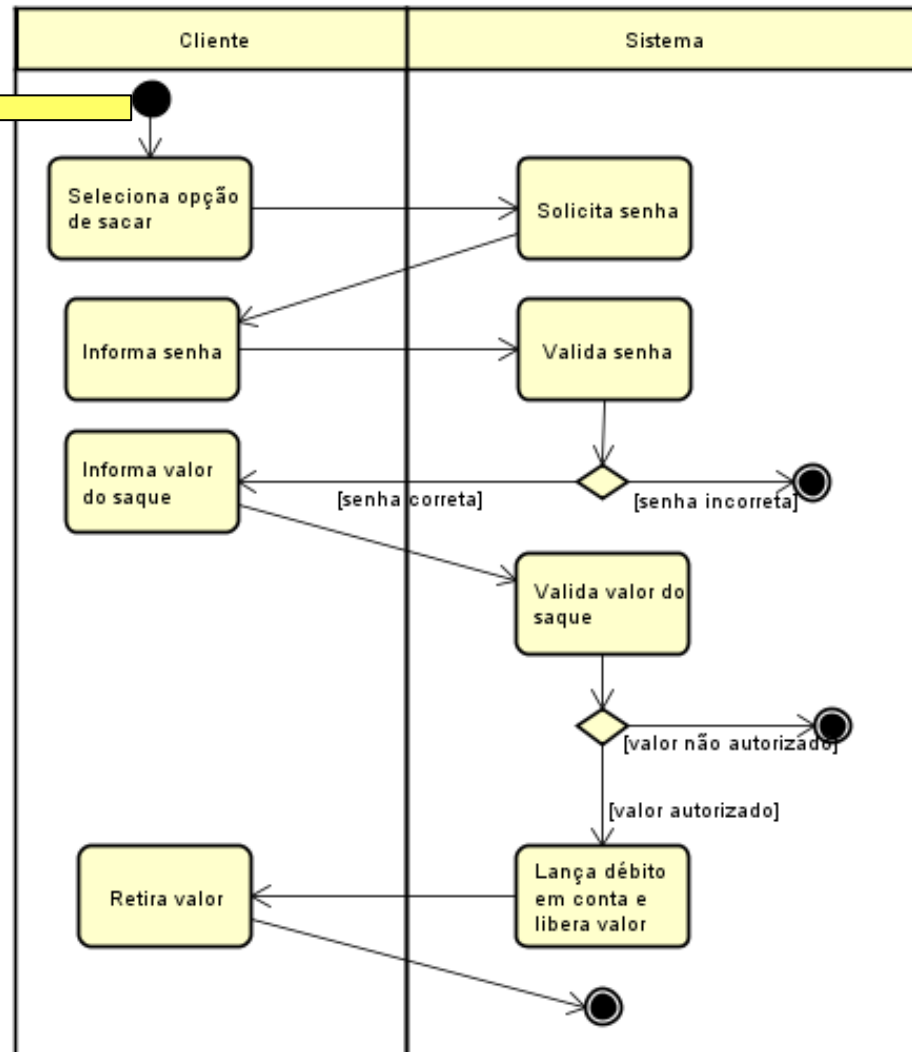 Cliente
Sistema
Seleciona opção
de sacar
Solicita senha
Informa senha
Valida senha
Informa valor
do saque
[senha correta]
[senha incorreta]
Valida valor do
saque
[valor não autorizado]
[valor autorizado]
Retira valor
Lança débito
em conta e
libera valor